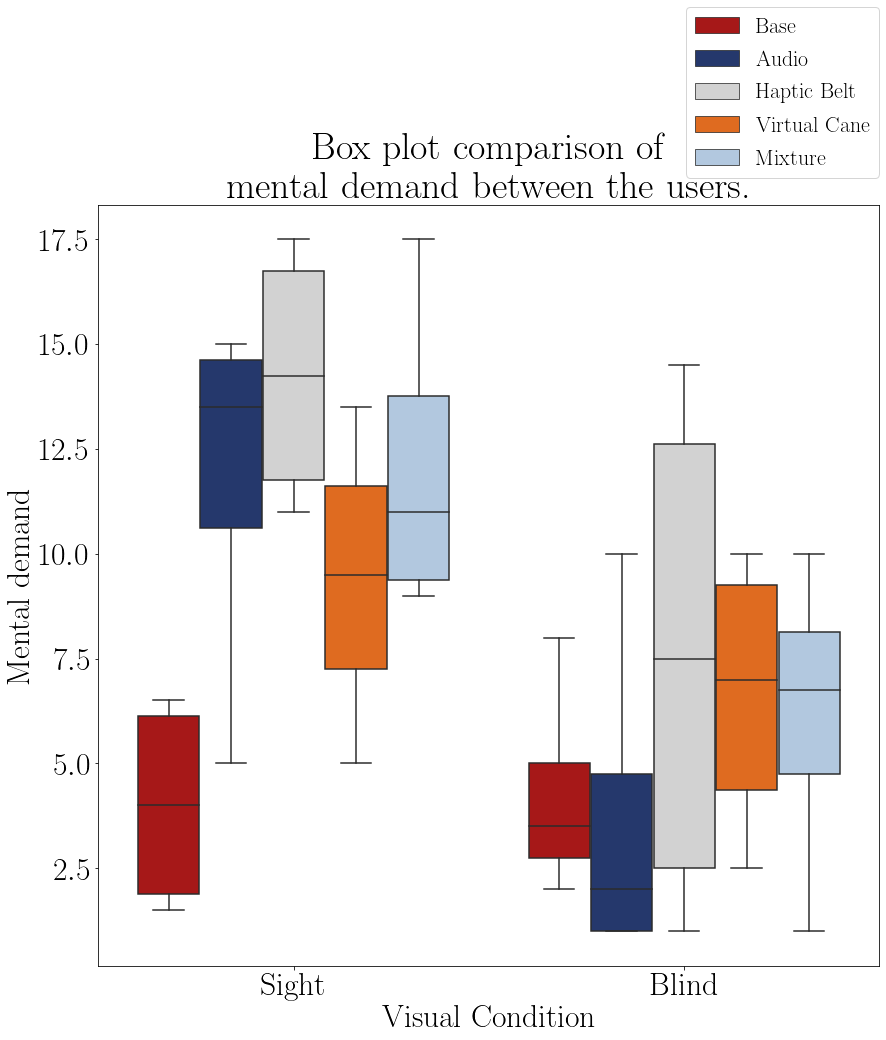 Base
Audio
Haptic Belt
Virtual Cane
Mixture
Box plot comparison of
mental demand between the users.
17.5
15.0
12.5
10.0
7.5
5.0
2.5
Mental demand
Sight Blind
Visual Condition